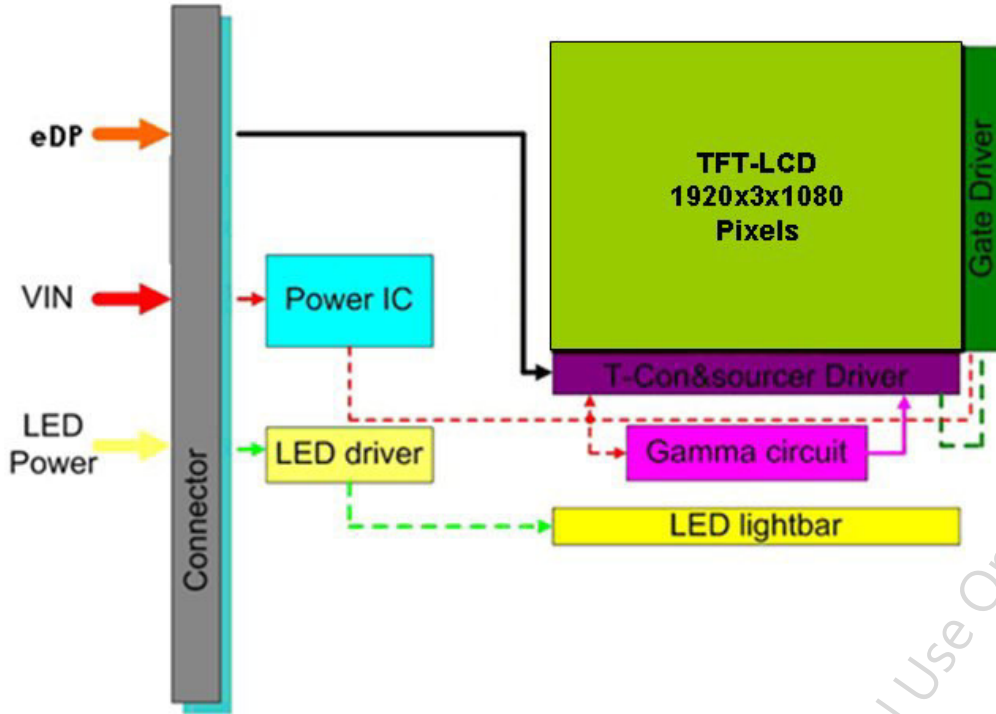 eDP
VIN
LED
Power
Connector
Power IC
LED driver
TFT-LCD
1920x3x1080
Pixels
Gate Driver
T-Con&sourcer Driver
Gamma circuit
LED lightbar
Use